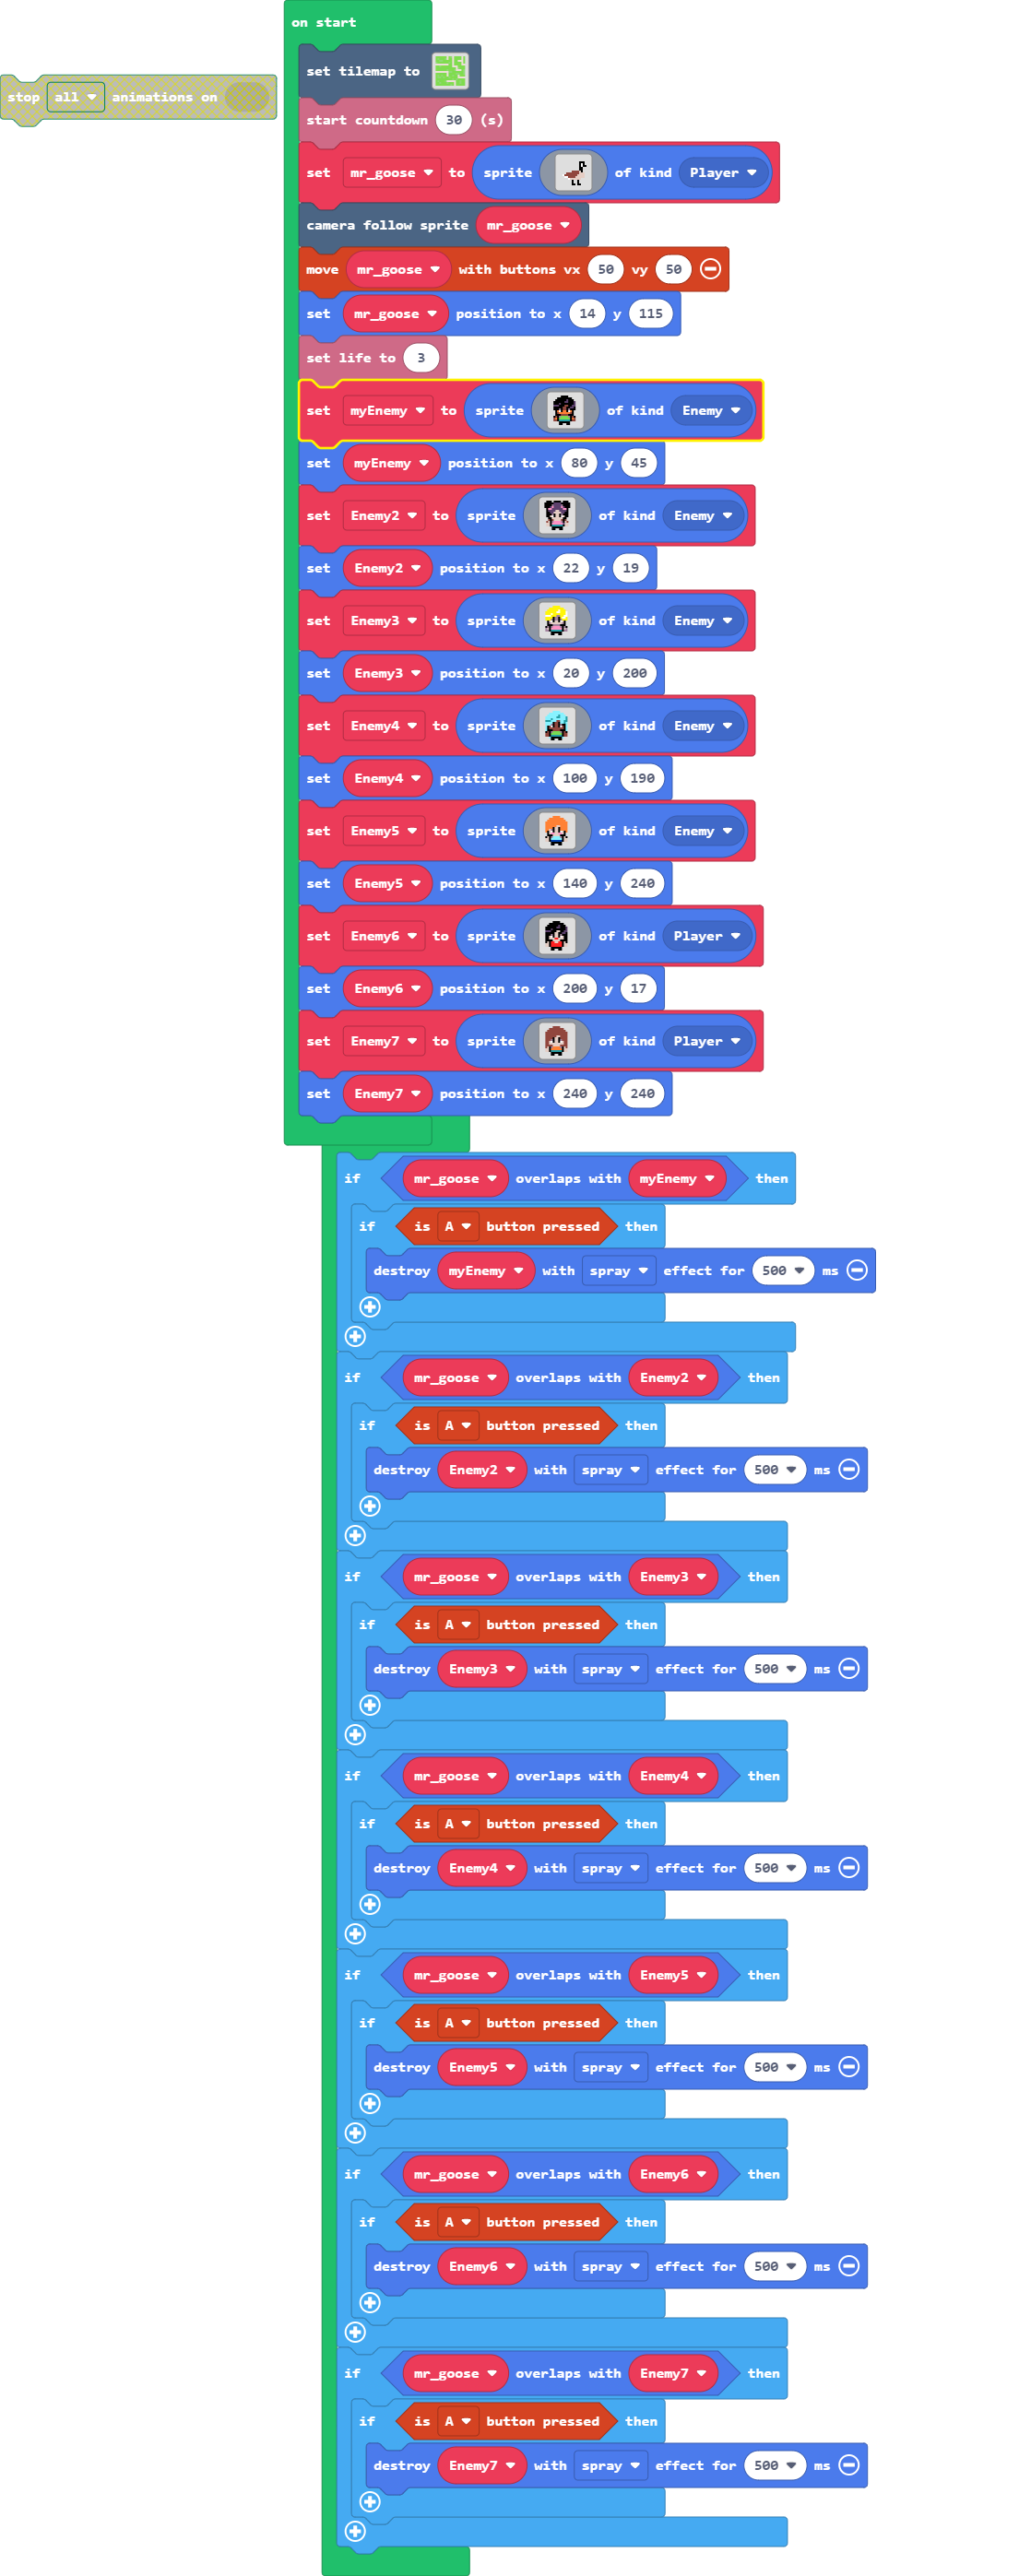 on start
set tilemap to
stop all animations on
start countdown 30 (s)
set mr_goose to sprite of kind Player
camera follow sprite mr_goose
move mr_goose with buttons vx 50 vy 50
set mr_goose position to x 14 y 115
set life to 3
set myEnemy to sprite of kind Enemy
set myEnemy position to x 80 y 45
set Enemy2 to sprite of kind Enemy
set Enemy2 position to x 22 y 19
set Enemy3 to sprite of kind Enemy
set Enemy3 position to x 20 y 200
set Enemy4 to sprite of kind Enemy
set Enemy4 position to x 100 y 190
set Enemy5 to sprite of kind Enemy
set Enemy5 position to x 140 y 240
set Enemy6 to sprite of kind Player
set Enemy6 position to x 200 y 17
set Enemy7 to sprite of kind Player
set Enemy7 position to x 240 y 240
if mr_goose overlaps with myEnemy then
if is A button pressed then
destroy myEnemy with spray effect for 500 ms
if mr_goose overlaps with Enemy2 then
if is A button pressed then
destroy Enemy2 with spray effect for 500 ms
if mr_goose overlaps with Enemy3 then
if is A button pressed then
destroy Enemy3 with spray effect for 500 ms
if mr_goose overlaps with Enemy4 then
if is A button pressed then
destroy Enemy4 with spray effect for 500 ms
if mr_goose overlaps with Enemy5 then
if is A button pressed then
destroy Enemy5 with spray effect for 500 ms
if mr_goose overlaps with Enemy6 then
if is A button pressed then
destroy Enemy6 with spray effect for 500 ms
if mr_goose overlaps with Enemy7 then
if is A button pressed then
destroy Enemy7 with spray effect for 500 ms